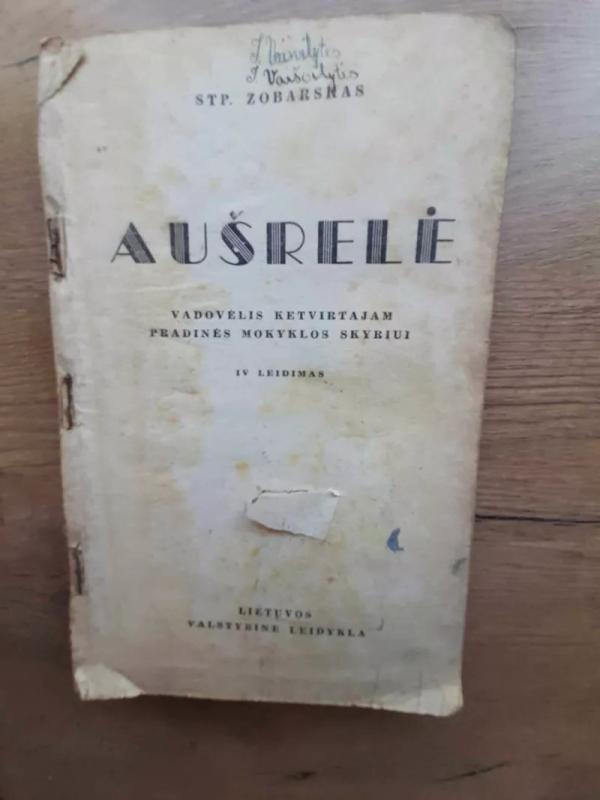 STP. ZOBARSKAS
AUŠRELĖ
VADOVĖLIS KETVIRTAJAM
PRADINĖS MOKYKLOS SKYRIUI
IV LEIDIMAS
LIETUVOS
VALSTYBINĖ LEIDYKLA